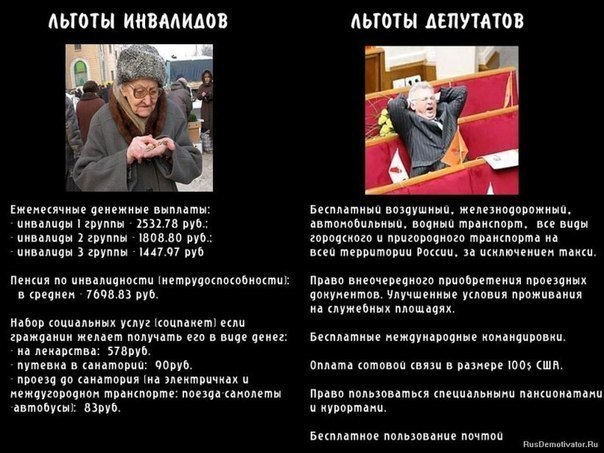 ЛЬГОТЫ ИНВАЛИДОВ
Ежемесячные денежные выплаты:
- инвалиды 1 группы - 2532.78 руб.;
- инвалиды 2 группы - 1808.80 руб.;
- инвалиды 3 группы - 1447.97 руб
Пенсия по инвалидности (нетрудоспособности):
в среднем - 7698.83 руб.
Набор социальных услуг (соцпакет) если
гражданин желает получать его в виде денег:
- на лекарства: 578руб.
- путевка в санаторий: 90руб.
- проезд до санатория (на электричках и
междугородном транспорте: поезда-самолеты
-автобусы): 83руб.
ЛЬГОТЫ ДЕПУТАТОВ
Бесплатный воздушный, железнодорожный,
автомобильный, водный транспорт, все виды
городского и пригородного транспорта на
всей территории России, за исключением такси.
Право внеочередного приобретения проездных
документов. Улучшенные условия проживания
на служебных площадях.
Бесплатные международные командировки.
Оплата сотовой связи в размере 100$ США.
Право пользоваться специальными пансионатами
и курортами.
Бесплатное пользование почтой
RusDemotivator.Ru